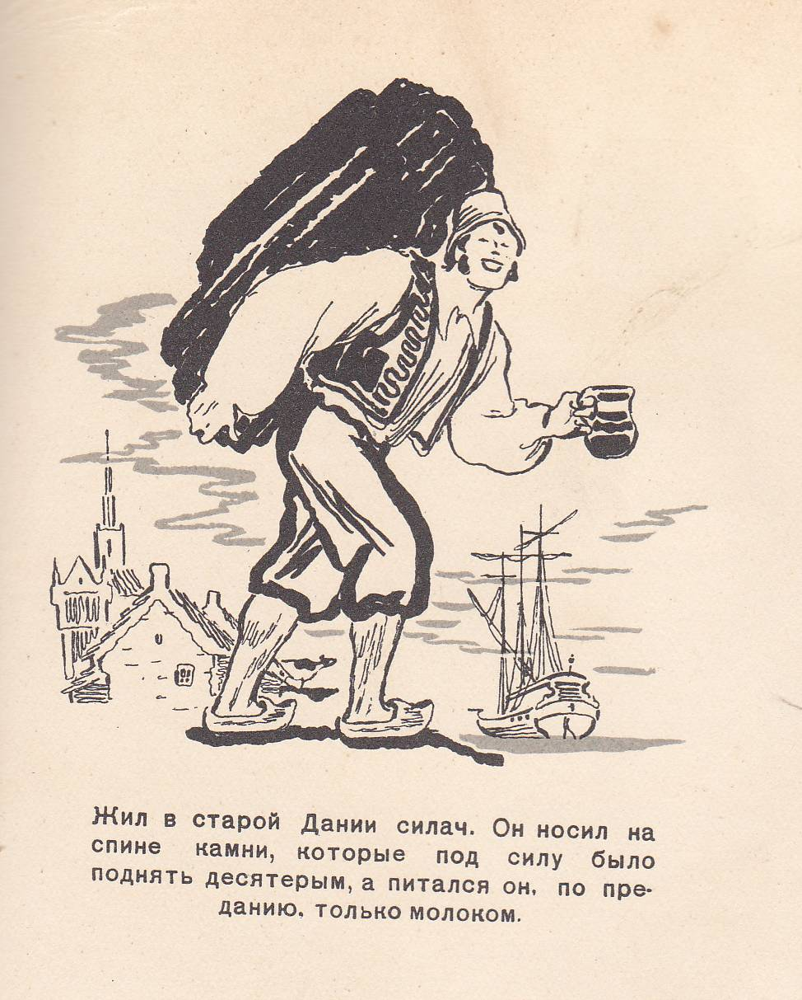 Жил в старой Дании силач. Он носил на
спине камни, которые под силу было
поднять десятерым, а питался он, по пре-
данию, только молоком.